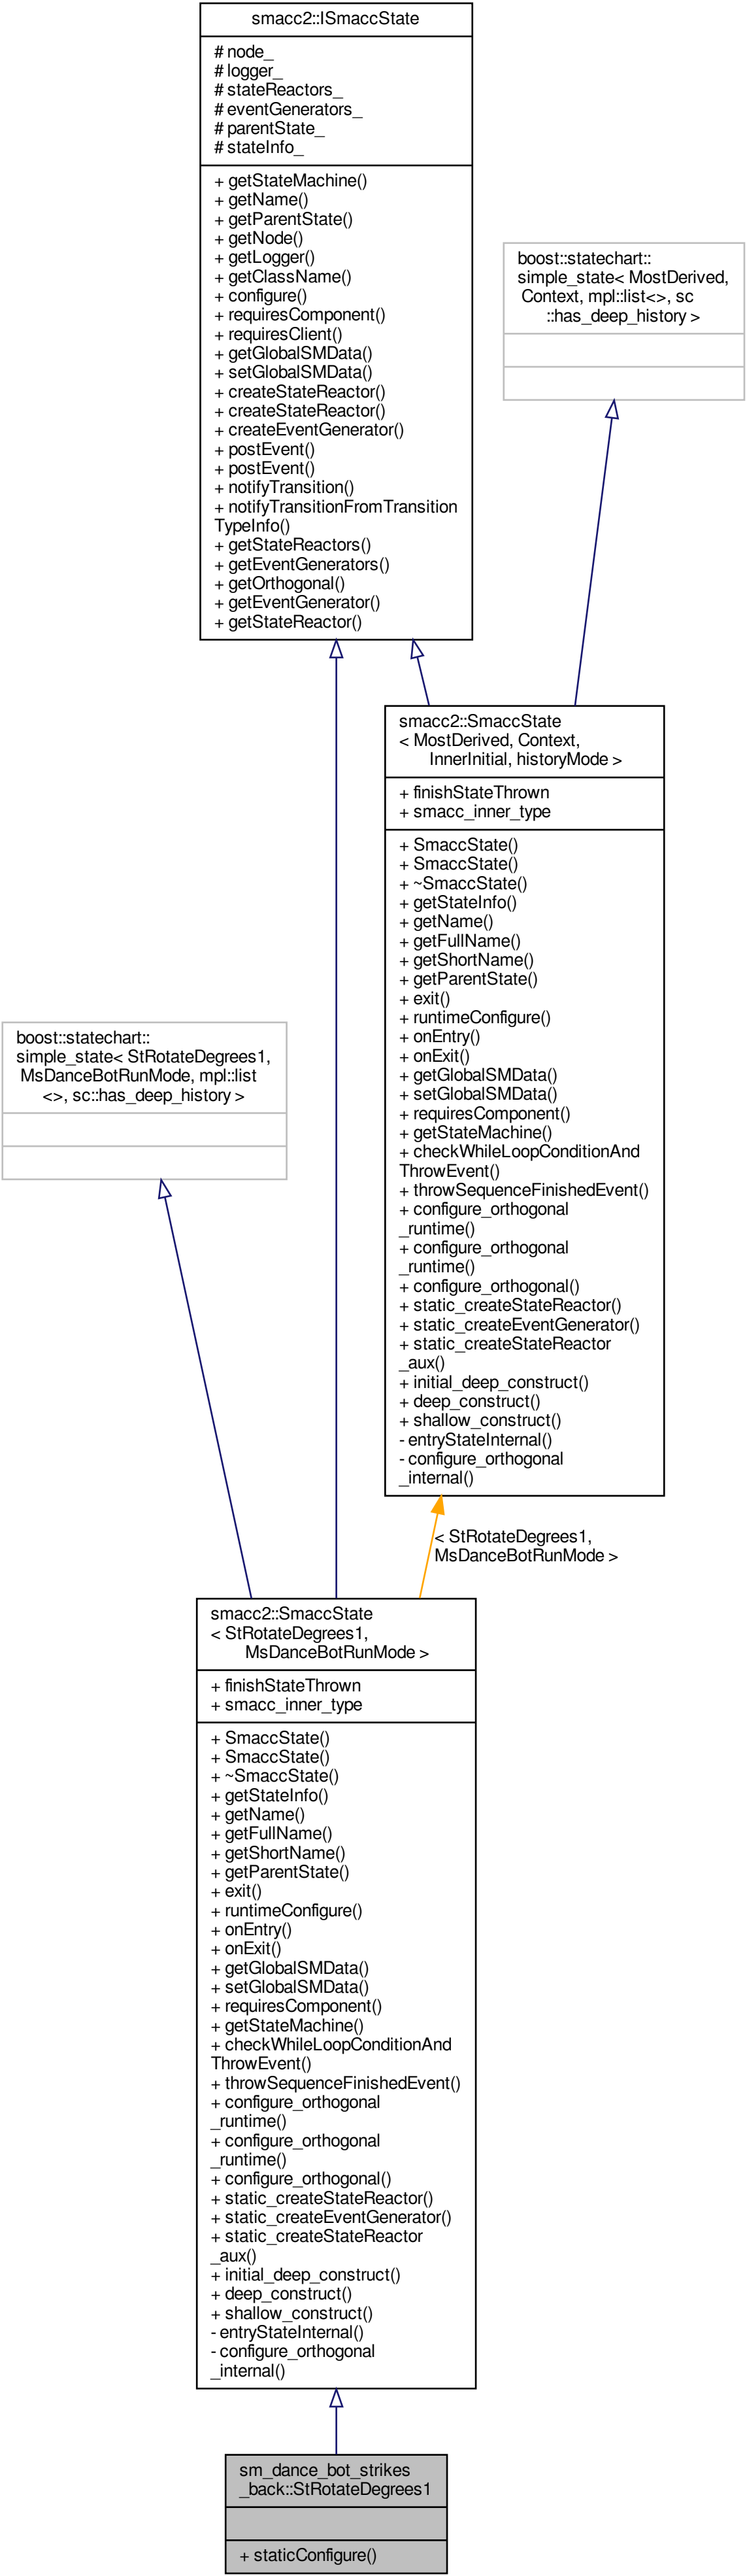 smacc2::ISmaccState
# node_
# logger_
# stateReactors_
# eventGenerators_
# parentState_
# stateInfo_
+ getStateMachine()
+ getName()
+ getParentState()
+ getNode()
+ getLogger()
+ getClassName()
+ configure()
+ requiresComponent()
+ requiresClient()
+ getGlobalSMData()
+ setGlobalSMData()
+ createStateReactor()
+ createStateReactor()
+ createEventGenerator()
+ postEvent()
+ postEvent()
+ notifyTransition()
+ notifyTransitionFromTransition
TypeInfo()
+ getStateReactors()
+ getEventGenerators()
+ getOrthogonal()
+ getEventGenerator()
+ getStateReactor()
boost::statechart::
simple_state< MostDerived,
Context, mpl::list<>, sc
::has_deep_history >
smacc2::SmaccState
< MostDerived, Context,
InnerInitial, historyMode >
+ finishStateThrown
+ smacc_inner_type
+ SmaccState()
+ SmaccState()
+ ~SmaccState()
+ getStateInfo()
+ getName()
+ getFullName()
+ getShortName()
+ getParentState()
+ exit()
+ runtimeConfigure()
+ onEntry()
+ onExit()
+ getGlobalSMData()
+ setGlobalSMData()
+ requiresComponent()
+ getStateMachine()
+ checkWhileLoopConditionAnd
ThrowEvent()
+ throwSequenceFinishedEvent()
+ configure_orthogonal
_runtime()
+ configure_orthogonal
_runtime()
+ configure_orthogonal()
+ static_createStateReactor()
+ static_createEventGenerator()
+ static_createStateReactor
_aux()
+ initial_deep_construct()
+ deep_construct()
+ shallow_construct()
- entryStateInternal()
- configure_orthogonal
_internal()
boost::statechart::
simple_state< StRotateDegrees1,
MsDanceBotRunMode, mpl::list
<>, sc::has_deep_history >
< StRotateDegrees1,
MsDanceBotRunMode >
smacc2::SmaccState
< StRotateDegrees1,
MsDanceBotRunMode >
+ finishStateThrown
+ smacc_inner_type
+ SmaccState()
+ SmaccState()
+ ~SmaccState()
+ getStateInfo()
+ getName()
+ getFullName()
+ getShortName()
+ getParentState()
+ exit()
+ runtimeConfigure()
+ onEntry()
+ onExit()
+ getGlobalSMData()
+ setGlobalSMData()
+ requiresComponent()
+ getStateMachine()
+ checkWhileLoopConditionAnd
ThrowEvent()
+ throwSequenceFinishedEvent()
+ configure_orthogonal
_runtime()
+ configure_orthogonal
_runtime()
+ configure_orthogonal()
+ static_createStateReactor()
+ static_createEventGenerator()
+ static_createStateReactor
_aux()
+ initial_deep_construct()
+ deep_construct()
+ shallow_construct()
- entryStateInternal()
- configure_orthogonal
_internal()
sm_dance_bot_strikes
_back::StRotateDegrees1
+ staticConfigure()